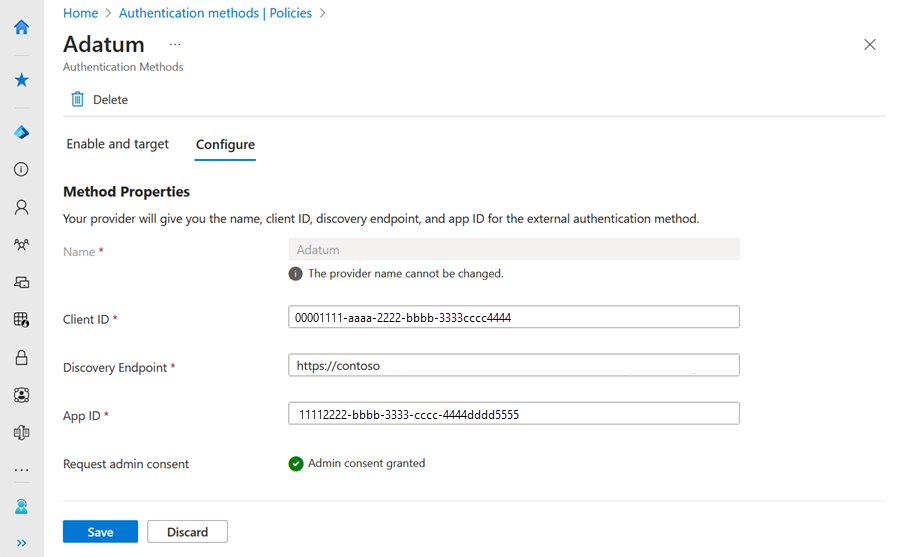 Home > Authentication methods | Policies >
Adatum ...
Authentication Methods
Delete
Enable and target Configure
Method Properties
Your provider will give you the name, client ID, discovery endpoint, and app ID for the external authentication method.
Name * Adatum
The provider name cannot be changed.
Client ID * 00001111-aaaa-2222-bbbb-3333cccc4444
Discovery Endpoint * https://contoso
App ID * 11112222-bbbb-3333-cccc-4444dddd5555
Request admin consent Admin consent granted
Save Discard